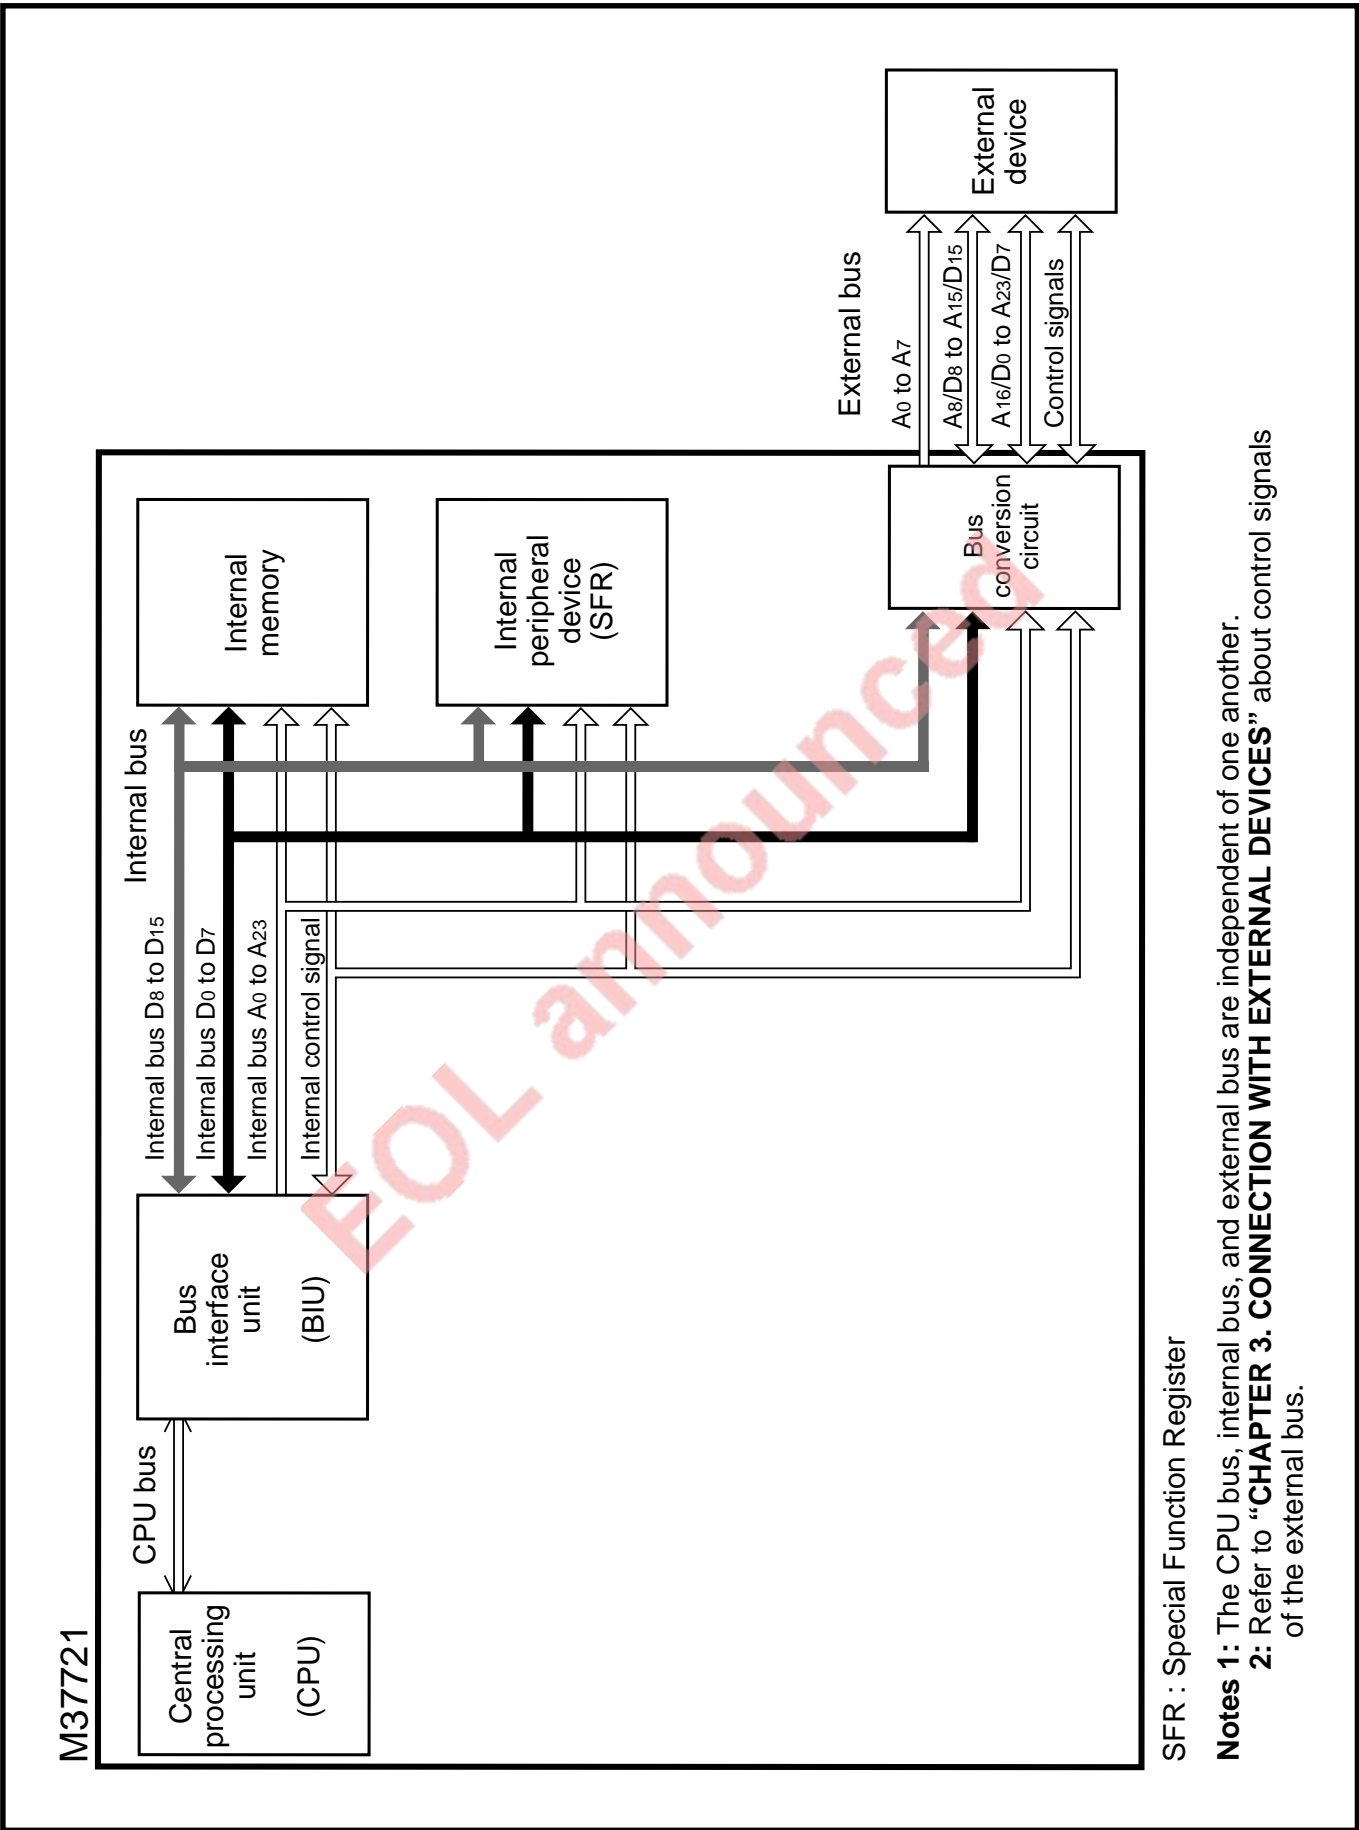 M37721
Central
processing
unit
(CPU)
CPU bus
Bus
interface
unit
(BIU)
Internal bus
Internal bus D8 to D15
Internal bus D0 to D7
Internal bus A0 to A23
Internal control signal
Internal
memory
Internal
peripheral
device
(SFR)
Bus
conversion
circuit
External bus
A0 to A7
A8/D8 to A15/D15
A16/D0 to A23/D7
Control signals
External
device
EOL announced
SFR : Special Function Register
Notes 1: The CPU bus, internal bus, and external bus are independent of one another.
2: Refer to “CHAPTER 3. CONNECTION WITH EXTERNAL DEVICES” about control signals
of the external bus.